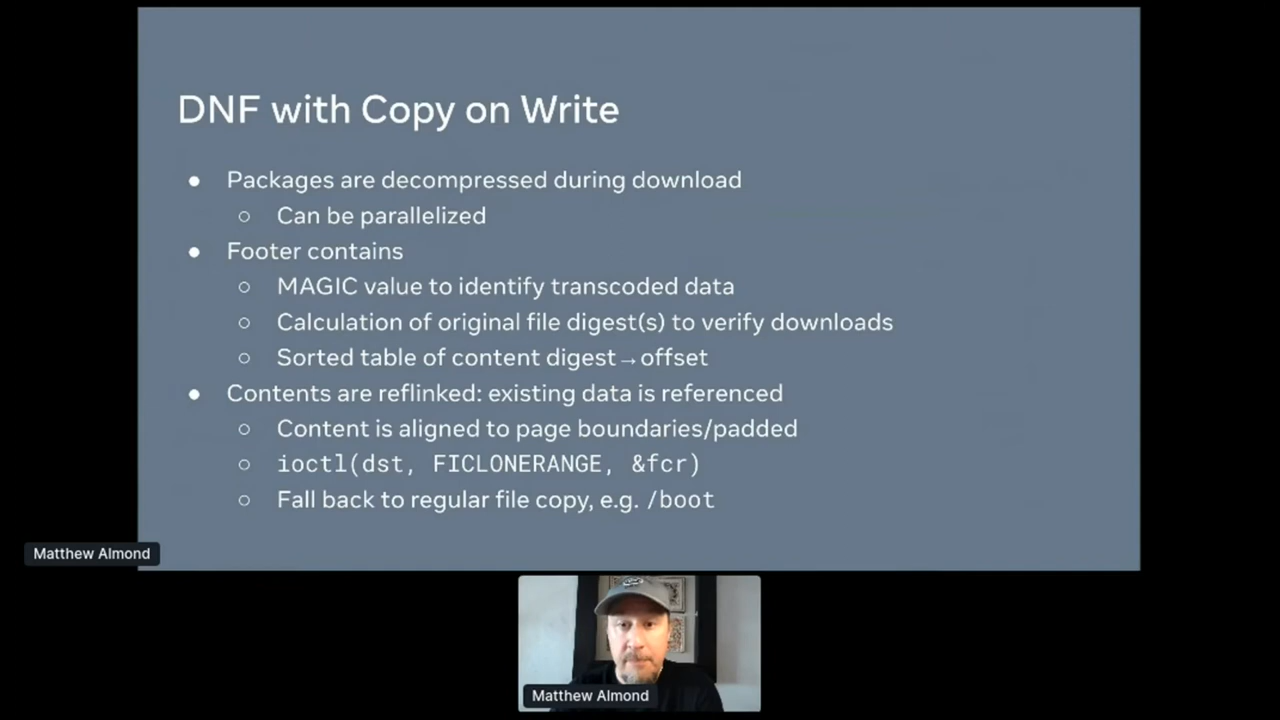 DNF with Copy on Write
● Packages are decompressed during download
○ Can be parallelized
● Footer contains
○ MAGIC value to identify transcoded data
○ Calculation of original file digest(s) to verify downloads
○ Sorted table of content digest→offset
● Contents are reflinked: existing data is referenced
○ Content is aligned to page boundaries/padded
○ ioctl(dst, FICLONERANGE, &fcr)
○ Fall back to regular file copy, e.g. /boot
Matthew Almond
Matthew Almond